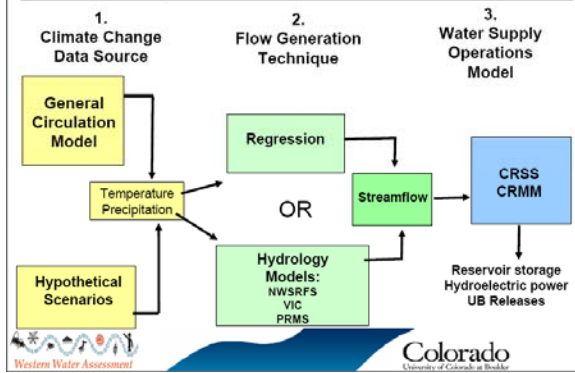 1.
Climate Change
Data Source
2.
Flow Generation
Technique
3.
Water Supply
Operations
Model
General
Circulation
Model
Temperature
Precipitation
Hypothetical
Scenarios
Regression
OR
Hydrology
Models:
NWSRFS
VIC
PRMS
Streamflow
CRSS
CRMM
Reservoir storage
Hydroelectric power
UB Releases
Western Water Assessment
Colorado
University of Colorado at Boulder